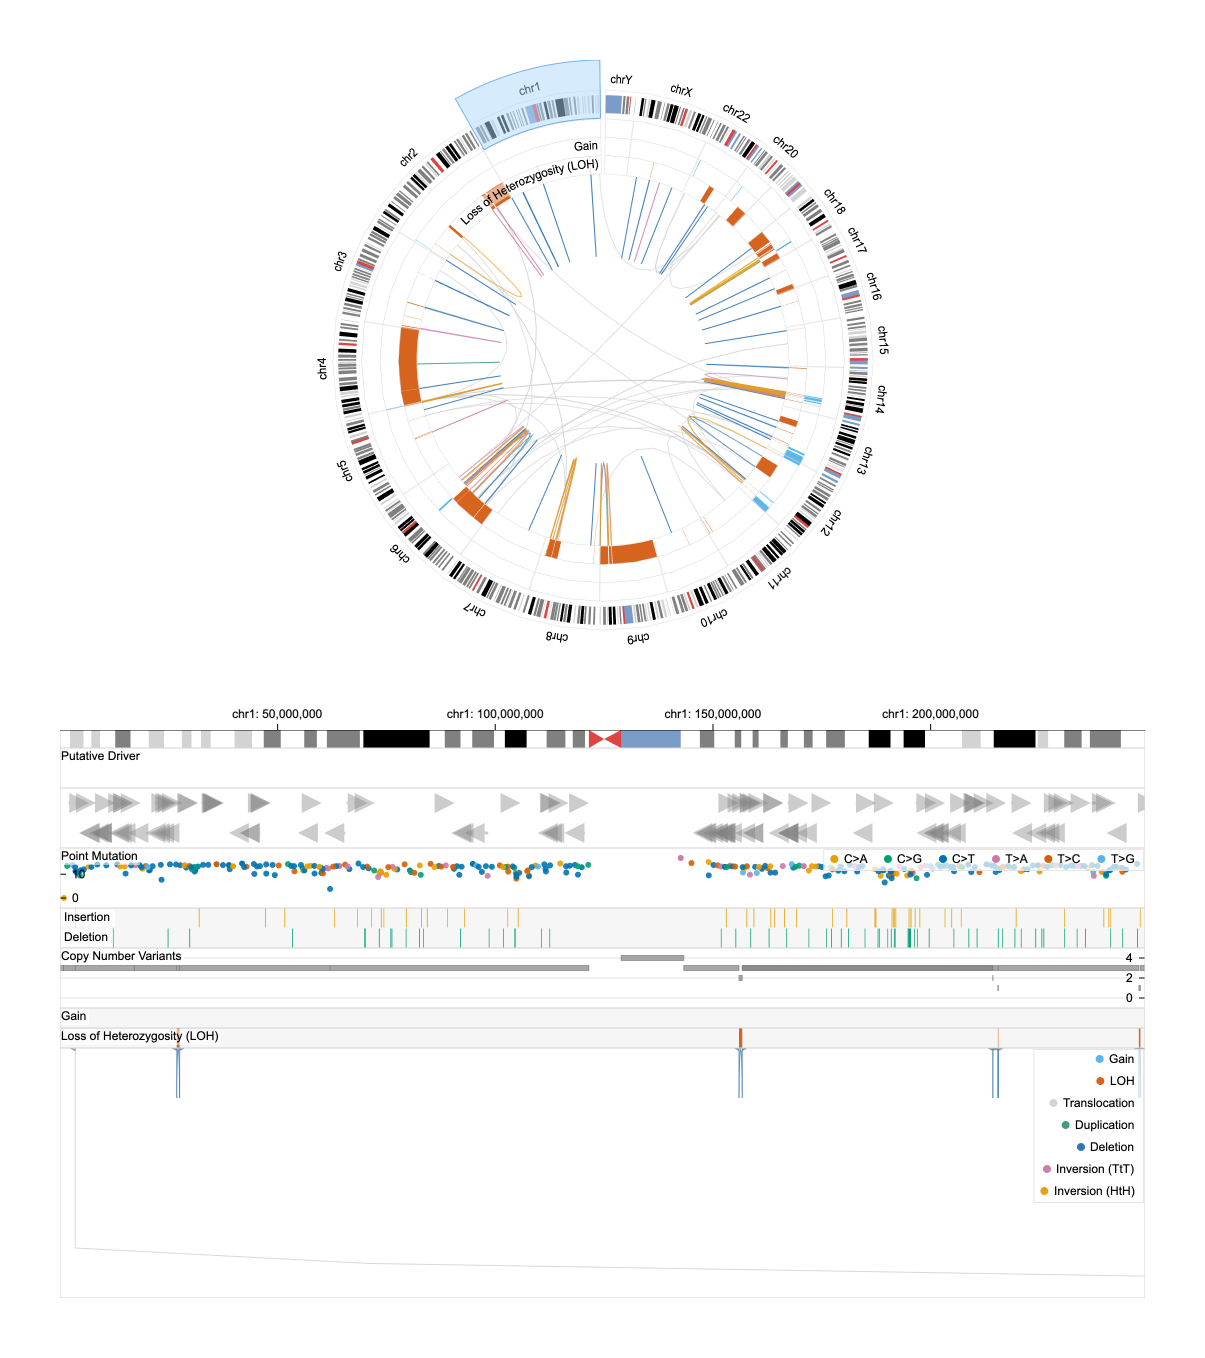 chrY
chrX
chr22
chr20
chr18
chr17
chr16
chr15
chr14
chr13
chr12
chr11
chr10
chr9
chr8
chr7
chr6
chr5
chr4
chr3
chr2
chr1
Gain
Loss of Heterozygosity (LOH)
chr1: 50,000,000 chr1: 100,000,000 chr1: 150,000,000 chr1: 200,000,000
Putative Driver
Point Mutation
C>A C>G C>T T>A T>C T>G
10
0
Insertion
Deletion
Copy Number Variants
4
2
0
Gain
Loss of Heterozygosity (LOH)
Gain
LOH
Translocation
Duplication
Deletion
Inversion (TtT)
Inversion (HtH)